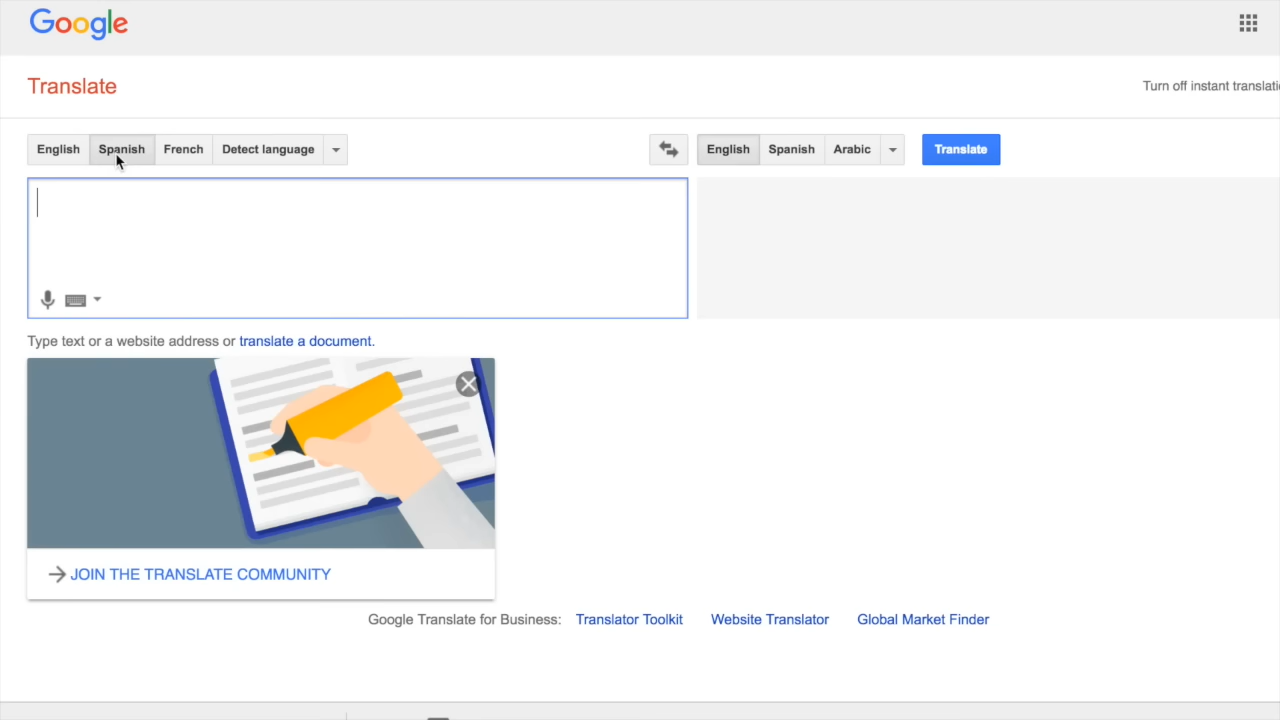 Google
Translate
Turn off instant translati
English Spanish French Detect language English Spanish Arabic Translate
Type text or a website address or translate a document.
JOIN THE TRANSLATE COMMUNITY
Google Translate for Business: Translator Toolkit Website Translator Global Market Finder